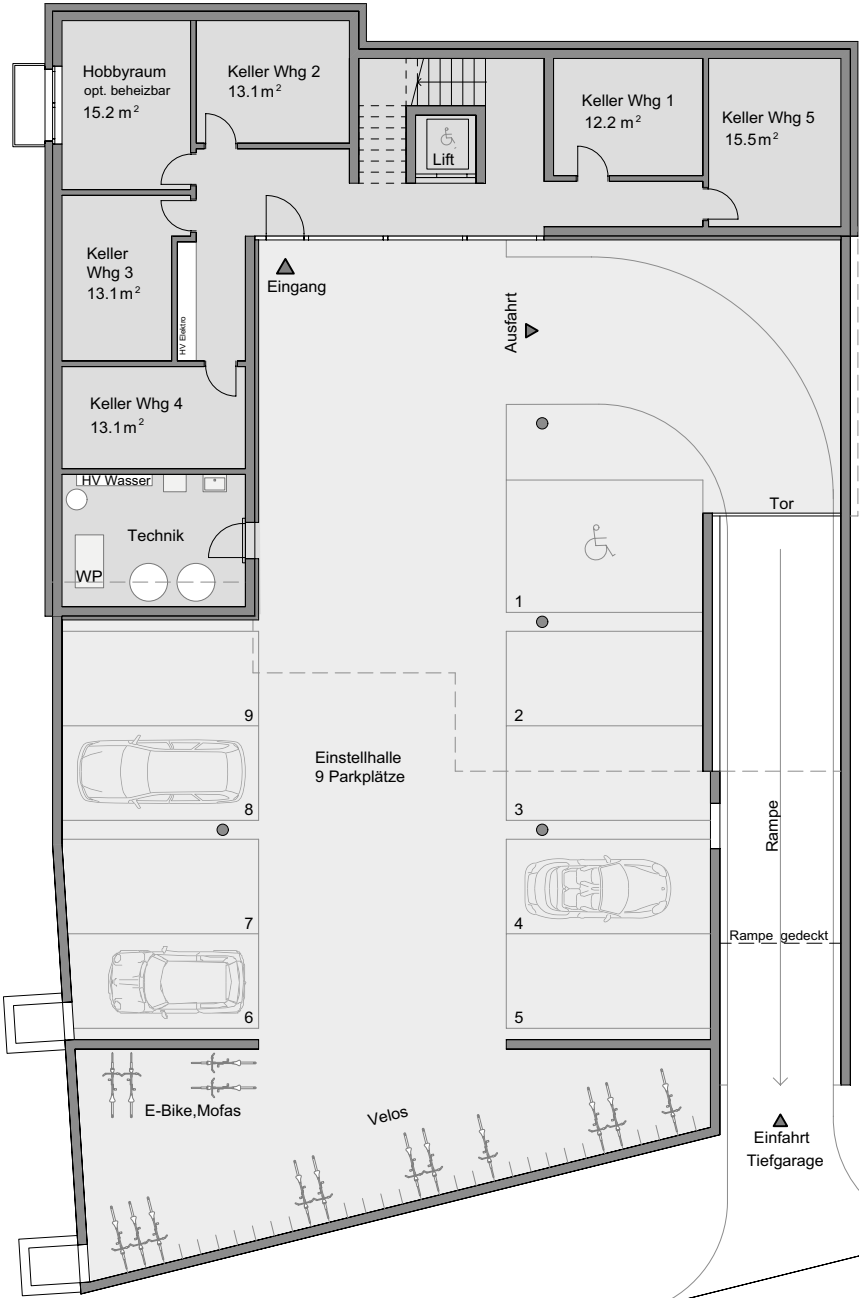 Hobbyraum
opt. beheizbar
15.2 m²
Keller Whg 2
13.1 m²
Lift
Keller Whg 1
12.2 m²
Keller Whg 5
15.5 m²
Keller
Whg 3
13.1 m²
HV Elektro
Eingang
Ausfahrt
Keller Whg 4
13.1 m²
HV Wasser
Technik
WP
Tor
1
9
2
Einstellhalle
9 Parkplätze
8
3
Rampe
7
4
Rampe gedeckt
6
5
E-Bike,Mofas
Velos
Einfahrt
Tiefgarage